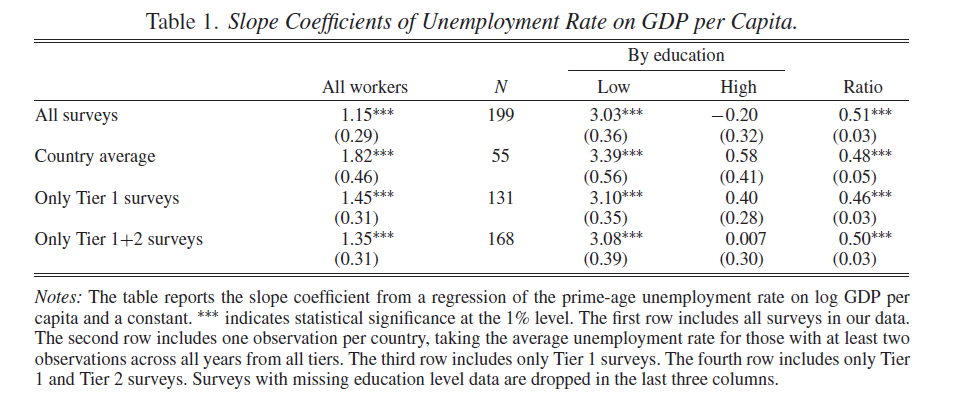 Table 1. Slope Coefficients of Unemployment Rate on GDP per Capita.
By education
All workers N Low High Ratio
All surveys 1.15*** 199 3.03*** −0.20 0.51***
(0.29) (0.36) (0.32) (0.03)
Country average 1.82*** 55 3.39*** 0.58 0.48***
(0.46) (0.56) (0.41) (0.05)
Only Tier 1 surveys 1.45*** 131 3.10*** 0.40 0.46***
(0.31) (0.35) (0.28) (0.03)
Only Tier 1+2 surveys 1.35*** 168 3.08*** 0.007 0.50***
(0.31) (0.39) (0.30) (0.03)
Notes: The table reports the slope coefficient from a regression of the prime-age unemployment rate on log GDP per
capita and a constant. *** indicates statistical significance at the 1% level. The first row includes all surveys in our data.
The second row includes one observation per country, taking the average unemployment rate for those with at least two
observations across all years from all tiers. The third row includes only Tier 1 surveys. The fourth row includes only Tier
1 and Tier 2 surveys. Surveys with missing education level data are dropped in the last three columns.